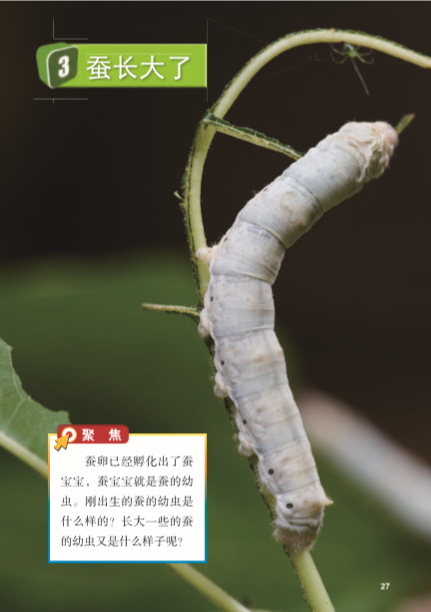 3 蚕长大了
聚焦
蚕卵已经孵化出了蚕
宝宝，蚕宝宝就是蚕的幼
虫。刚出生的蚕的幼虫是
什么样的？长大一些的蚕
的幼虫又是什么样子呢？
27